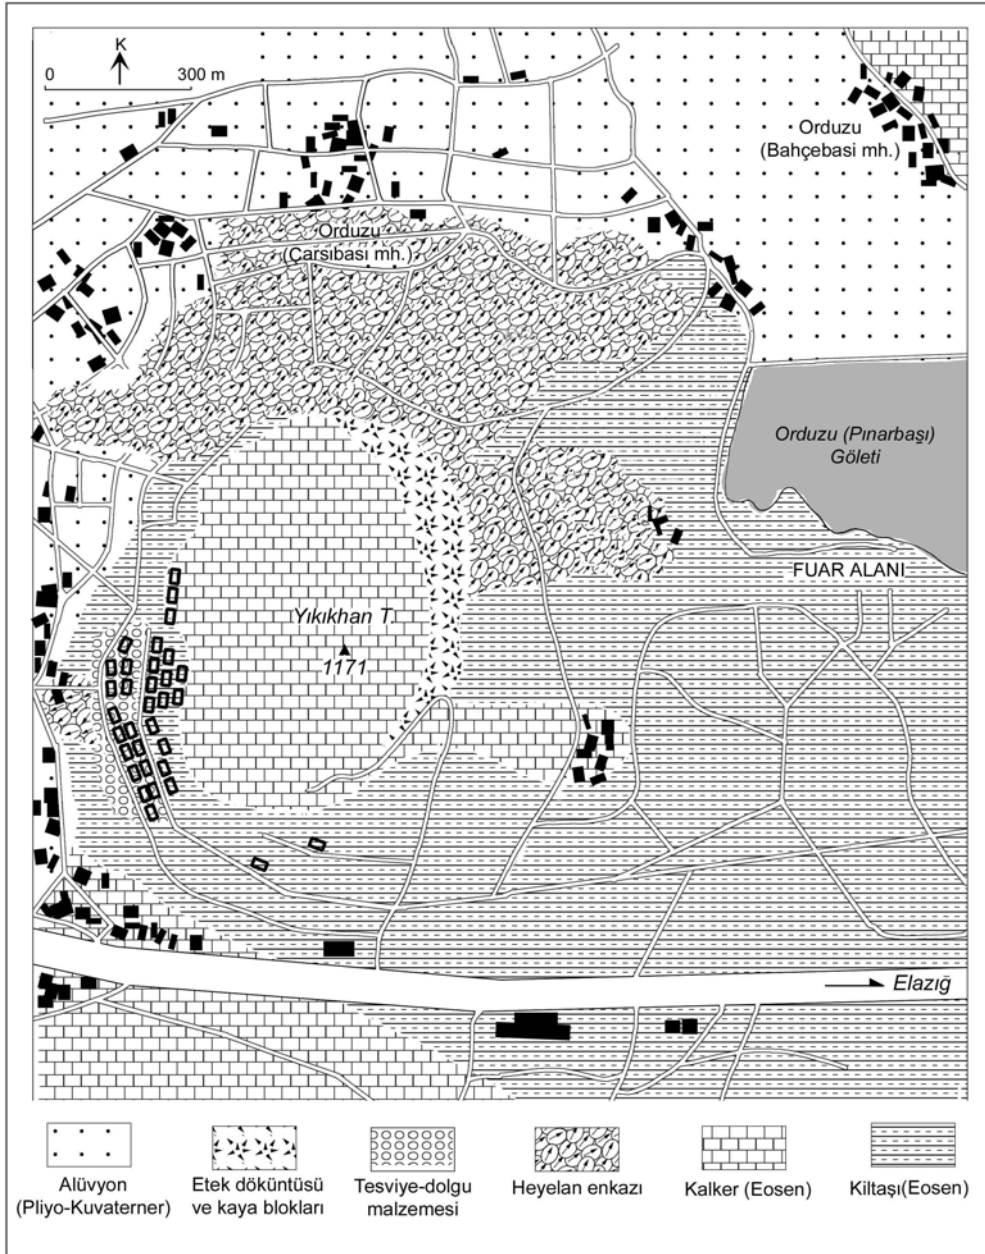 K
0 300 m
Orduzu
(Bahçebasi mh.)
Orduzu
(Çarsıbası mh.)
Orduzu (Pınarbaşı)
Göleti
FUAR ALANI
Yıkıkhan T.
1171
Elazığ
Alüvyon
(Pliyo-Kuvaterner)
Etek döküntüsü
ve kaya blokları
Tesviye-dolgu
malzemesi
Heyelan enkazı
Kalker (Eosen)
Kiltaşı(Eosen)